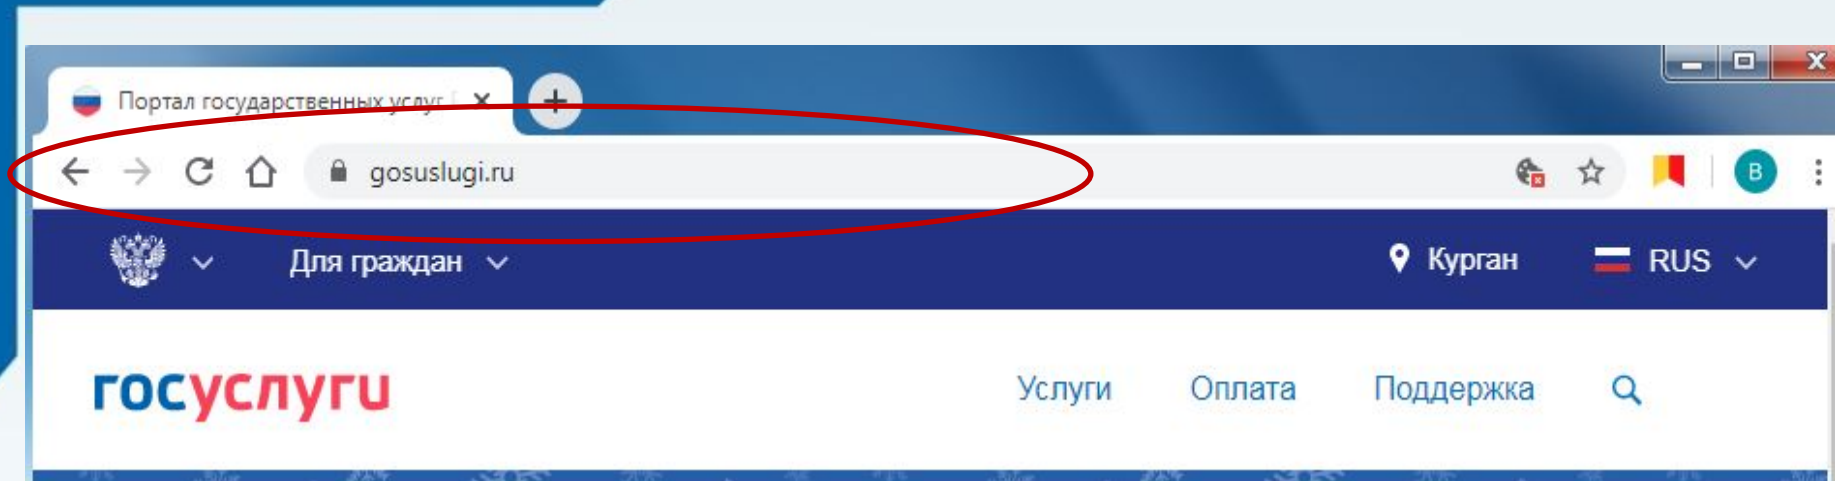 Портал государственных услуг
gosuslugi.ru
B
Для граждан
Курган
RUS
госуслуги
Услуги
Оплата
Поддержка